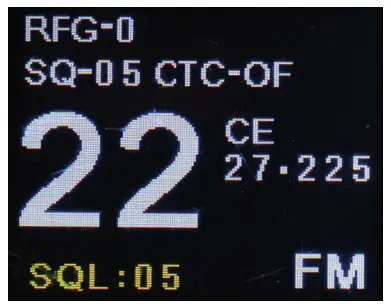 RFG-0
SQ-05 CTC-OF
22
CE
27.225
SQL:05
FM